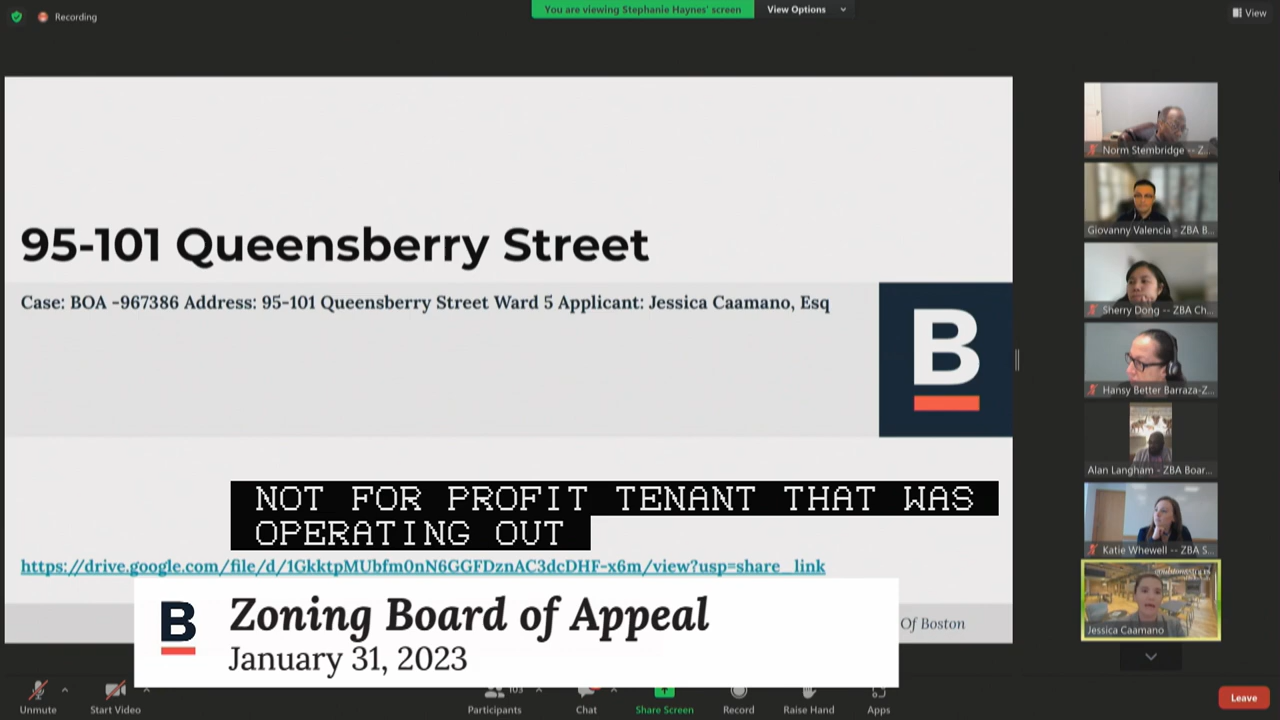 Recording
You are viewing Stephanie Haynes' screen
View Options
View
95-101 Queensberry Street
Case: BOA -967386 Address: 95-101 Queensberry Street Ward 5 Applicant: Jessica Caamano, Esq
B
NOT FOR PROFIT TENANT THAT WAS
OPERATING OUT
https://drive.google.com/file/d/1GkktpMUbfm0nN6GGFDznAC3dcDHF-x6m/view?usp=share_link
Of Boston
B
Zoning Board of Appeal
January 31, 2023
Norm Stembridge -- Z...
Giovanny Valencia - ZBA B...
Sherry Dong -- ZBA Ch...
Hansy Better Barraza-Z...
Alan Langham - ZBA Boar...
Katie Whewell -- ZBA S...
Jessica Caamano
Unmute
Start Video
Participants
103
Chat
Share Screen
Record
Raise Hand
Apps
Leave